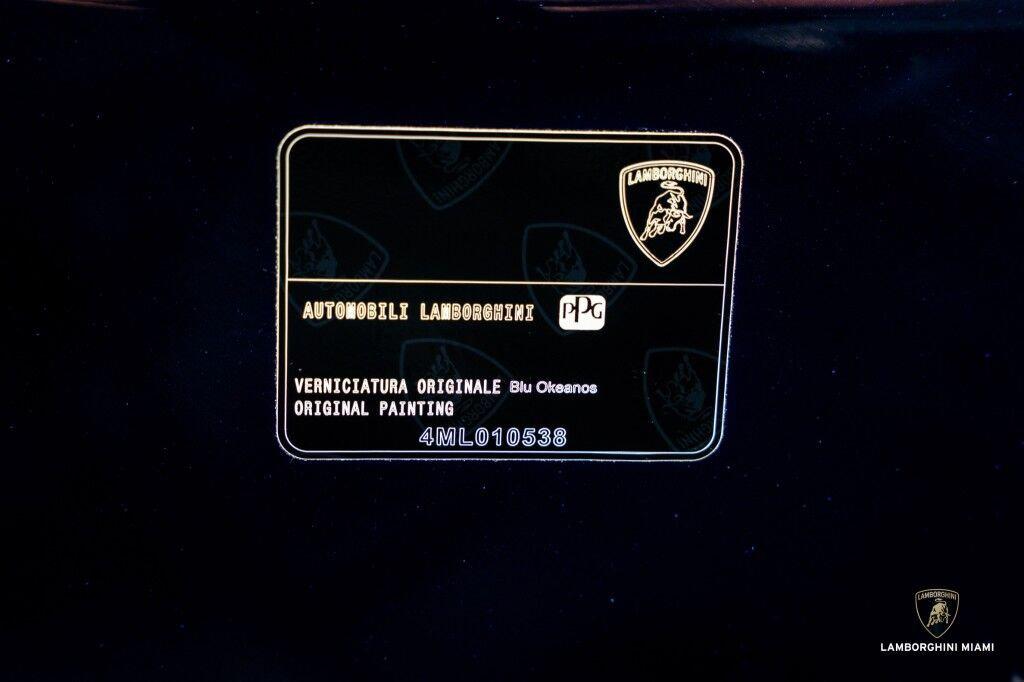 LAMBORGHINI
AUTOMOBILI LAMBORGHINI PPG
VERNICIATURA ORIGINALE Blu Okeanos
ORIGINAL PAINTING
4ML010538
LAMBORGHINI
LAMBORGHINI MIAMI